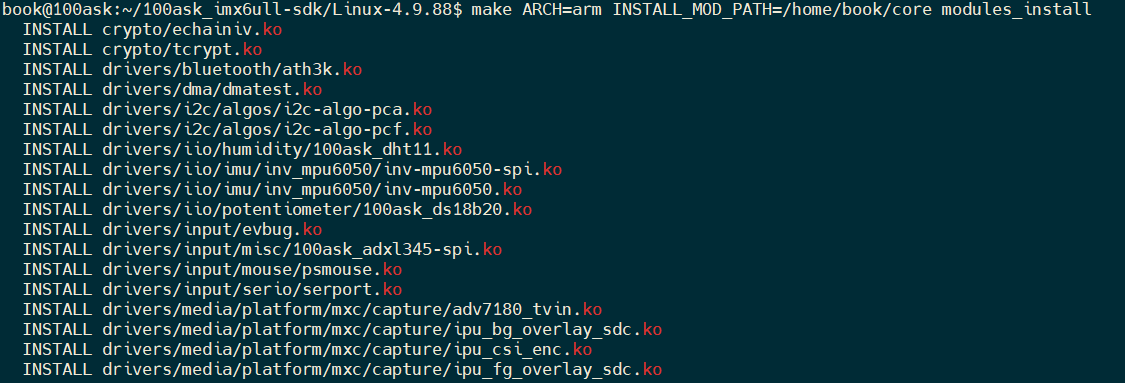 book@100ask:~/100ask_imx6ull-sdk/Linux-4.9.88$ make ARCH=arm INSTALL_MOD_PATH=/home/book/core modules_install
INSTALL crypto/echainiv.ko
INSTALL crypto/tcrypt.ko
INSTALL drivers/bluetooth/ath3k.ko
INSTALL drivers/dma/dmatest.ko
INSTALL drivers/i2c/algos/i2c-algo-pca.ko
INSTALL drivers/i2c/algos/i2c-algo-pcf.ko
INSTALL drivers/iio/humidity/100ask_dht11.ko
INSTALL drivers/iio/imu/inv_mpu6050/inv-mpu6050-spi.ko
INSTALL drivers/iio/imu/inv_mpu6050/inv-mpu6050.ko
INSTALL drivers/iio/potentiometer/100ask_ds18b20.ko
INSTALL drivers/input/evbug.ko
INSTALL drivers/input/misc/100ask_adxl345-spi.ko
INSTALL drivers/input/mouse/psmouse.ko
INSTALL drivers/input/serio/serport.ko
INSTALL drivers/media/platform/mxc/capture/adv7180_tvin.ko
INSTALL drivers/media/platform/mxc/capture/ipu_bg_overlay_sdc.ko
INSTALL drivers/media/platform/mxc/capture/ipu_csi_enc.ko
INSTALL drivers/media/platform/mxc/capture/ipu_fg_overlay_sdc.ko